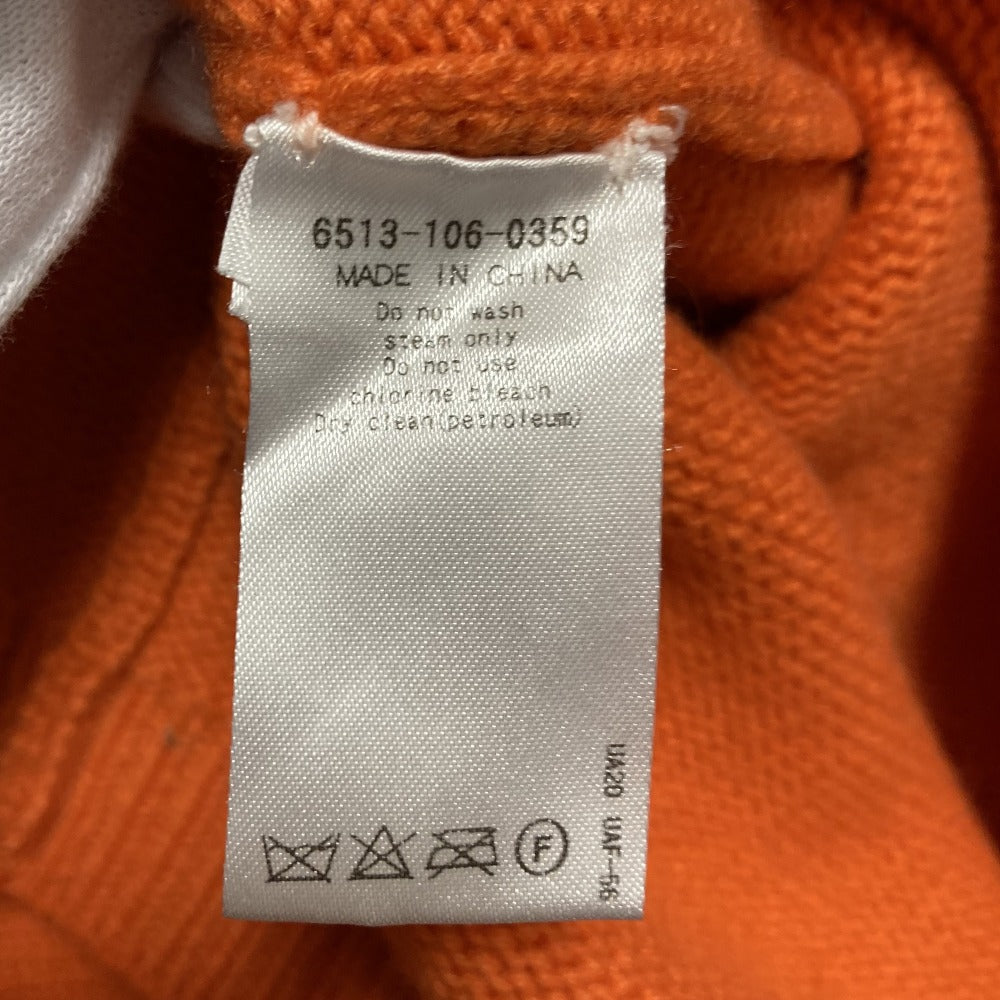 6513-106-0359
MADE IN CHINA
Do not wash
steam only
Do not use
chlorine bleach
Dry clean(petroleum)
UA20 UAF-56
F